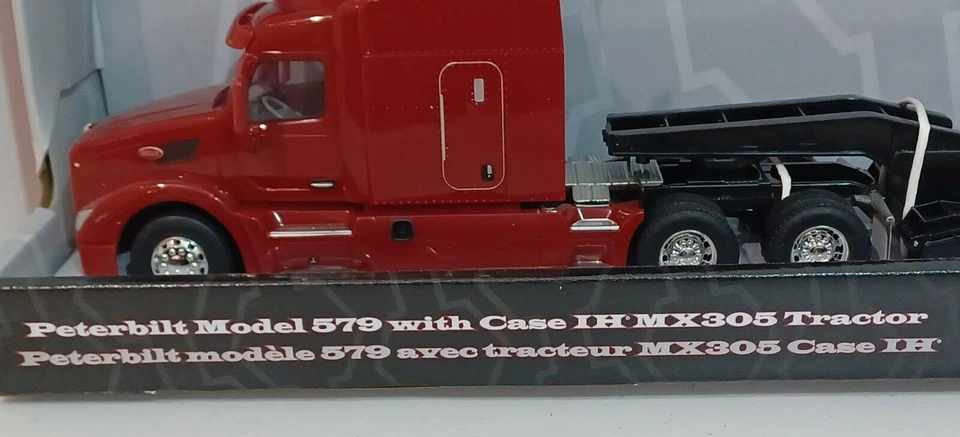 Peterbilt Model 579 with Case IH® MX305 Tractor
Peterbilt modèle 579 avec tracteur MX305 Case IH®